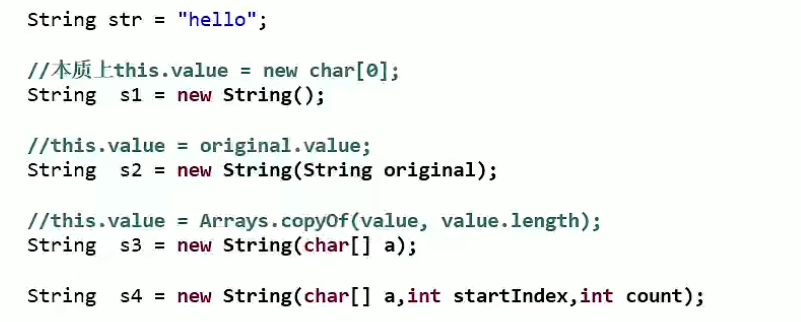 String str = "hello";
//本质上this.value = new char[0];
String  s1 = new String();
//this.value = original.value;
String  s2 = new String(String original);
//this.value = Arrays.copyOf(value, value.length);
String  s3 = new String(char[] a);
String  s4 = new String(char[] a,int startIndex,int count);